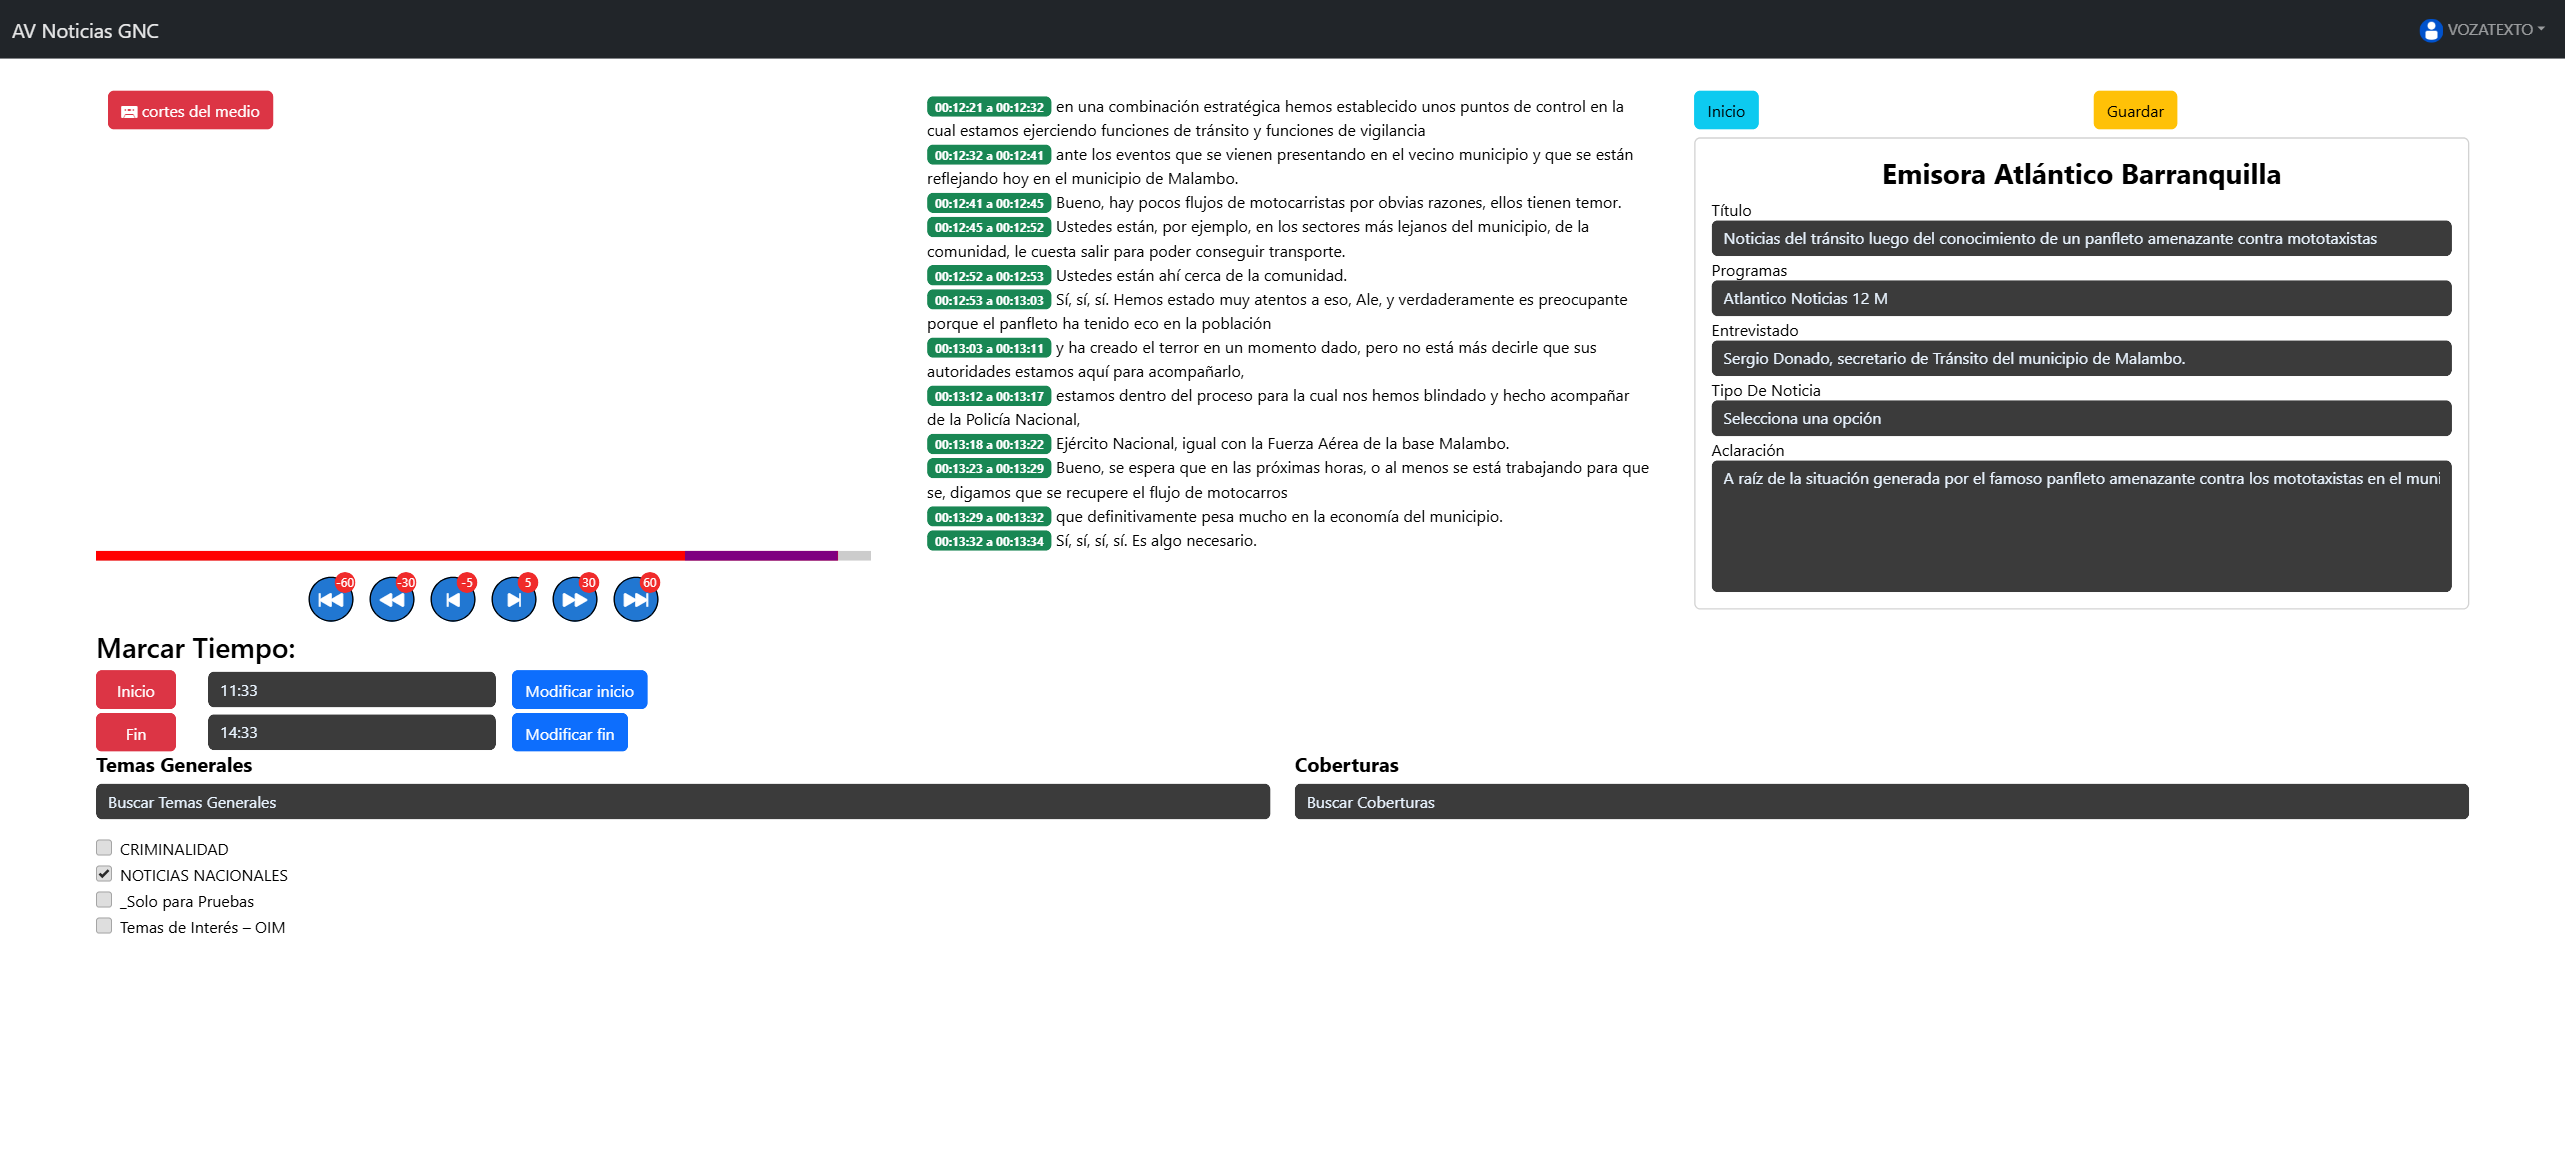 AV Noticias GNC
VOZATEXTO
cortes del medio
-60
-30
-5
5
30
60
Marcar Tiempo:
Inicio
11:33
Modificar inicio
Fin
14:33
Modificar fin
00:12:21 a 00:12:32 en una combinación estratégica hemos establecido unos puntos de control en la
cual estamos ejerciendo funciones de tránsito y funciones de vigilancia
00:12:32 a 00:12:41 ante los eventos que se vienen presentando en el vecino municipio y que se están
reflejando hoy en el municipio de Malambo.
00:12:41 a 00:12:45 Bueno, hay pocos flujos de motocarristas por obvias razones, ellos tienen temor.
00:12:45 a 00:12:52 Ustedes están, por ejemplo, en los sectores más lejanos del municipio, de la
comunidad, le cuesta salir para poder conseguir transporte.
00:12:52 a 00:12:53 Ustedes están ahí cerca de la comunidad.
00:12:53 a 00:13:03 Sí, sí, sí. Hemos estado muy atentos a eso, Ale, y verdaderamente es preocupante
porque el panfleto ha tenido eco en la población
00:13:03 a 00:13:11 y ha creado el terror en un momento dado, pero no está más decirle que sus
autoridades estamos aquí para acompañarlo,
00:13:12 a 00:13:17 estamos dentro del proceso para la cual nos hemos blindado y hecho acompañar
de la Policía Nacional,
00:13:18 a 00:13:22 Ejército Nacional, igual con la Fuerza Aérea de la base Malambo.
00:13:23 a 00:13:29 Bueno, se espera que en las próximas horas, o al menos se está trabajando para que
se, digamos que se recupere el flujo de motocarros
00:13:29 a 00:13:32 que definitivamente pesa mucho en la economía del municipio.
00:13:32 a 00:13:34 Sí, sí, sí, sí. Es algo necesario.
Inicio
Guardar
Emisora Atlántico Barranquilla
Título
Noticias del tránsito luego del conocimiento de un panfleto amenazante contra mototaxistas
Programas
Atlantico Noticias 12 M
Entrevistado
Sergio Donado, secretario de Tránsito del municipio de Malambo.
Tipo De Noticia
Selecciona una opción
Aclaración
A raíz de la situación generada por el famoso panfleto amenazante contra los mototaxistas en el muni
Temas Generales
Buscar Temas Generales
CRIMINALIDAD
NOTICIAS NACIONALES
_Solo para Pruebas
Temas de Interés – OIM
Coberturas
Buscar Coberturas